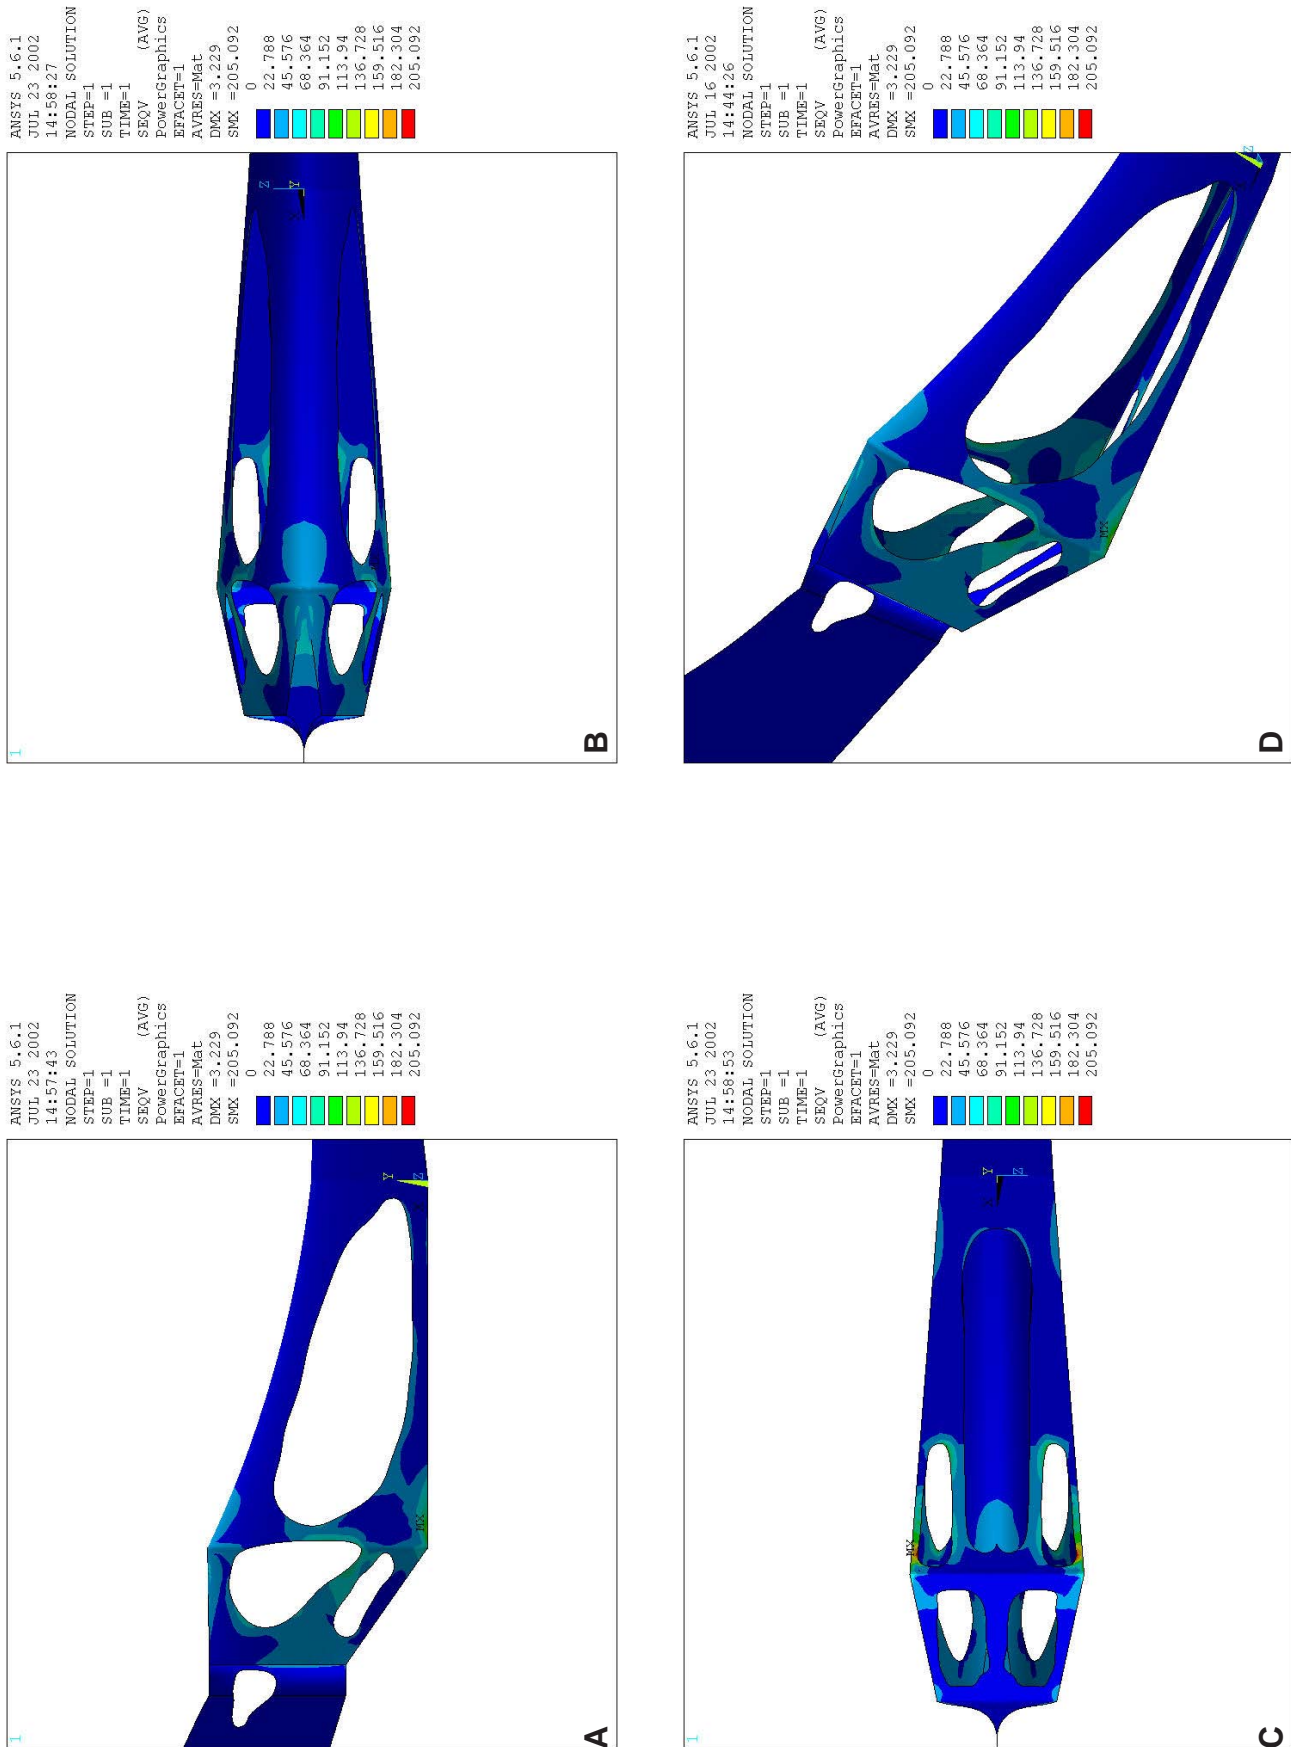 1
ANSYS 5.6.1
JUL 23 2002
14:57:43
NODAL SOLUTION
STEP=1
SUB =1
TIME=1
SEQV (AVG)
PowerGraphics
EFACET=1
AVRES=Mat
DMX =3.229
SMX =205.092
0
22.788
45.576
68.364
91.152
113.94
136.728
159.516
182.304
205.092
MX
Y
Z
X
A
1
ANSYS 5.6.1
JUL 23 2002
14:58:27
NODAL SOLUTION
STEP=1
SUB =1
TIME=1
SEQV (AVG)
PowerGraphics
EFACET=1
AVRES=Mat
DMX =3.229
SMX =205.092
0
22.788
45.576
68.364
91.152
113.94
136.728
159.516
182.304
205.092
Z
Y
X
B
1
ANSYS 5.6.1
JUL 23 2002
14:58:53
NODAL SOLUTION
STEP=1
SUB =1
TIME=1
SEQV (AVG)
PowerGraphics
EFACET=1
AVRES=Mat
DMX =3.229
SMX =205.092
0
22.788
45.576
68.364
91.152
113.94
136.728
159.516
182.304
205.092
MX
Y
X
Z
C
ANSYS 5.6.1
JUL 16 2002
14:44:26
NODAL SOLUTION
STEP=1
SUB =1
TIME=1
SEQV (AVG)
PowerGraphics
EFACET=1
AVRES=Mat
DMX =3.229
SMX =205.092
0
22.788
45.576
68.364
91.152
113.94
136.728
159.516
182.304
205.092
MX
Z
D